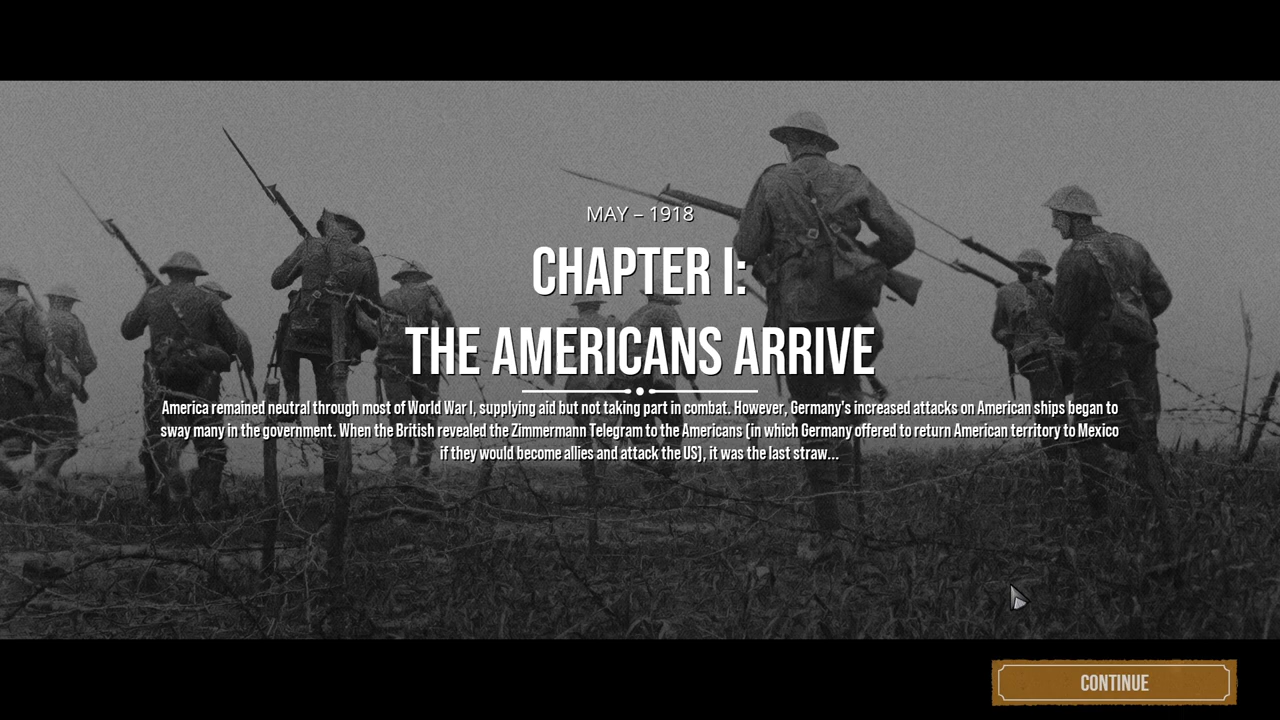 MAY – 1918
CHAPTER I:
THE AMERICANS ARRIVE
America remained neutral through most of World War I, supplying aid but not taking part in combat. However, Germany's increased attacks on American ships began to
sway many in the government. When the British revealed the Zimmermann Telegram to the Americans (in which Germany offered to return American territory to Mexico
if they would become allies and attack the US), it was the last straw...
CONTINUE